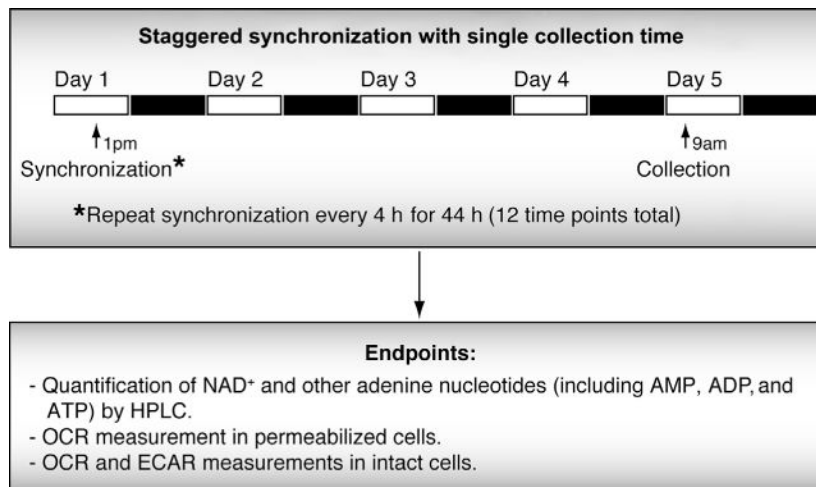 Staggered synchronization with single collection time
Day 1 Day 2 Day 3 Day 4 Day 5
1pm 9am
Synchronization* Collection
*Repeat synchronization every 4 h for 44 h (12 time points total)
Endpoints:
- Quantification of NAD+ and other adenine nucleotides (including AMP, ADP, and
ATP) by HPLC.
- OCR measurement in permeabilized cells.
- OCR and ECAR measurements in intact cells.